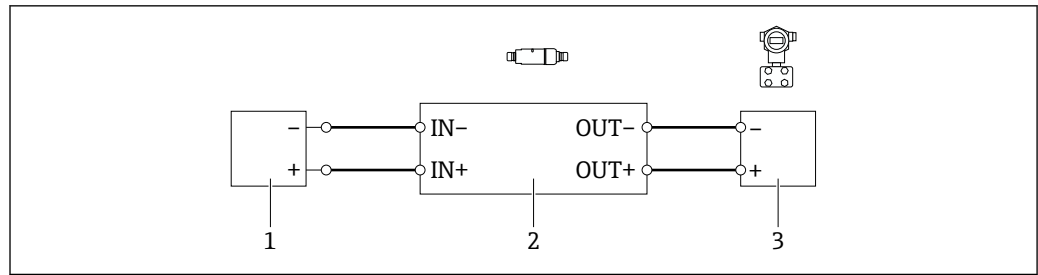 − IN− OUT− −
+ IN+ OUT+ +
1 2 3